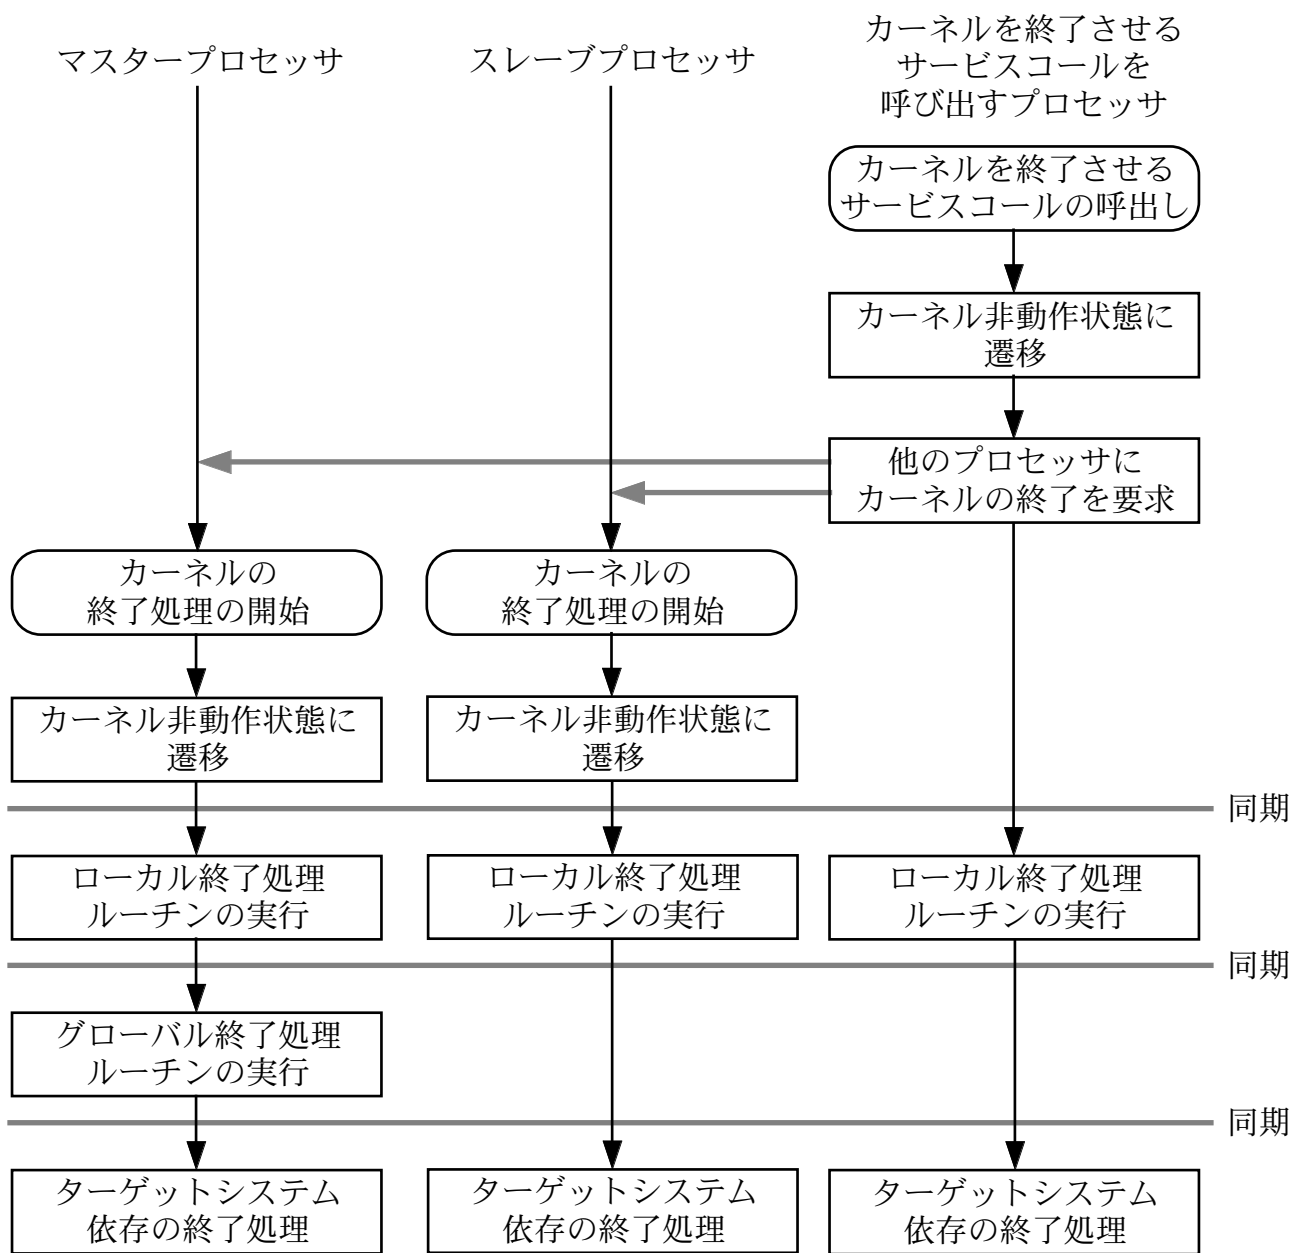 マスタープロセッサ
スレーブプロセッサ
カーネルを終了させる
サービスコールを
呼び出すプロセッサ
カーネルを終了させる
サービスコールの呼出し
カーネル非動作状態に
遷移
他のプロセッサに
カーネルの終了を要求
カーネルの
終了処理の開始
カーネルの
終了処理の開始
カーネル非動作状態に
遷移
カーネル非動作状態に
遷移
同期
ローカル終了処理
ルーチンの実行
ローカル終了処理
ルーチンの実行
ローカル終了処理
ルーチンの実行
同期
グローバル終了処理
ルーチンの実行
同期
ターゲットシステム
依存の終了処理
ターゲットシステム
依存の終了処理
ターゲットシステム
依存の終了処理